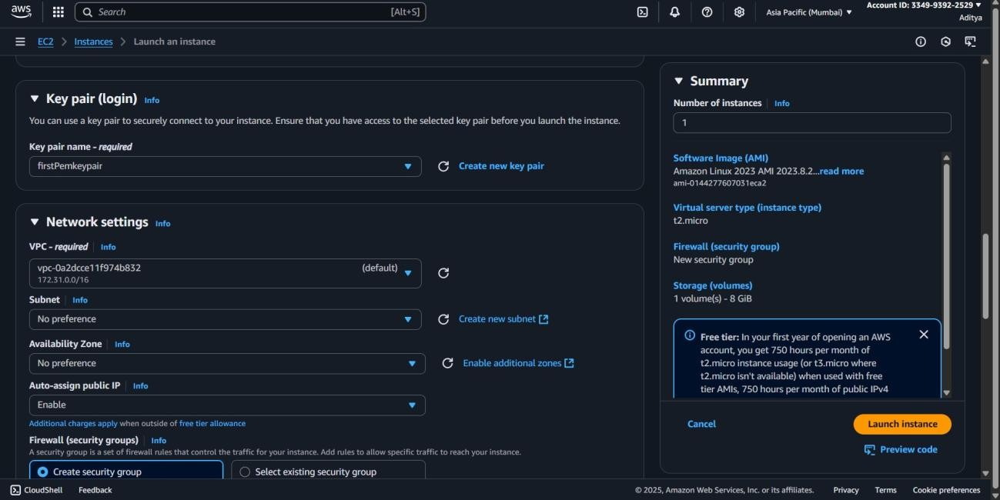 aws
Search [Alt+S]
Asia Pacific (Mumbai)
Account ID: 3349-9392-2529
Aditya
EC2 > Instances > Launch an instance
Key pair (login) Info
You can use a key pair to securely connect to your instance. Ensure that you have access to the selected key pair before you launch the instance.
Key pair name - required
firstPemkeypair
Create new key pair
Network settings Info
VPC - required Info
vpc-0a2dcce11f974b832 (default)
172.31.0.0/16
Subnet Info
No preference
Create new subnet
Availability Zone Info
No preference
Enable additional zones
Auto-assign public IP Info
Enable
Additional charges apply when outside of free tier allowance
Firewall (security groups) Info
A security group is a set of firewall rules that control the traffic for your instance. Add rules to allow specific traffic to reach your instance.
Create security group
Select existing security group
Summary
Number of instances Info
1
Software Image (AMI)
Amazon Linux 2023 AMI 2023.8.2...read more
ami-0144277607031eca2
Virtual server type (instance type)
t2.micro
Firewall (security group)
New security group
Storage (volumes)
1 volume(s) - 8 GiB
Free tier: In your first year of opening an AWS
account, you get 750 hours per month of
t2.micro instance usage (or t3.micro where
t2.micro isn't available) when used with free
tier AMIs, 750 hours per month of public IPv4
Cancel
Launch instance
Preview code
CloudShell Feedback
© 2025, Amazon Web Services, Inc. or its affiliates. Privacy Terms Cookie preferences